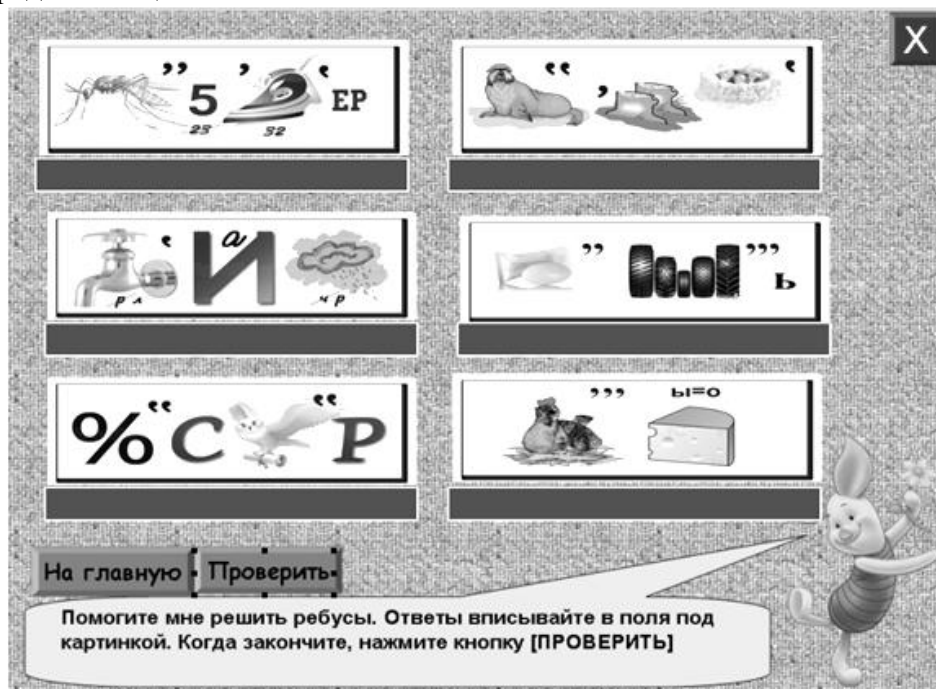 X
,, 5 , ‘ ЕР
23 32
‘‘ , ‘
‘ а И
р л ч р
,, ,,, ь
% ‘‘ С ‘‘ Р
,,, ы=о
На главную Проверить
Помогите мне решить ребусы. Ответы вписывайте в поля под
картинкой. Когда закончите, нажмите кнопку [ПРОВЕРИТЬ]